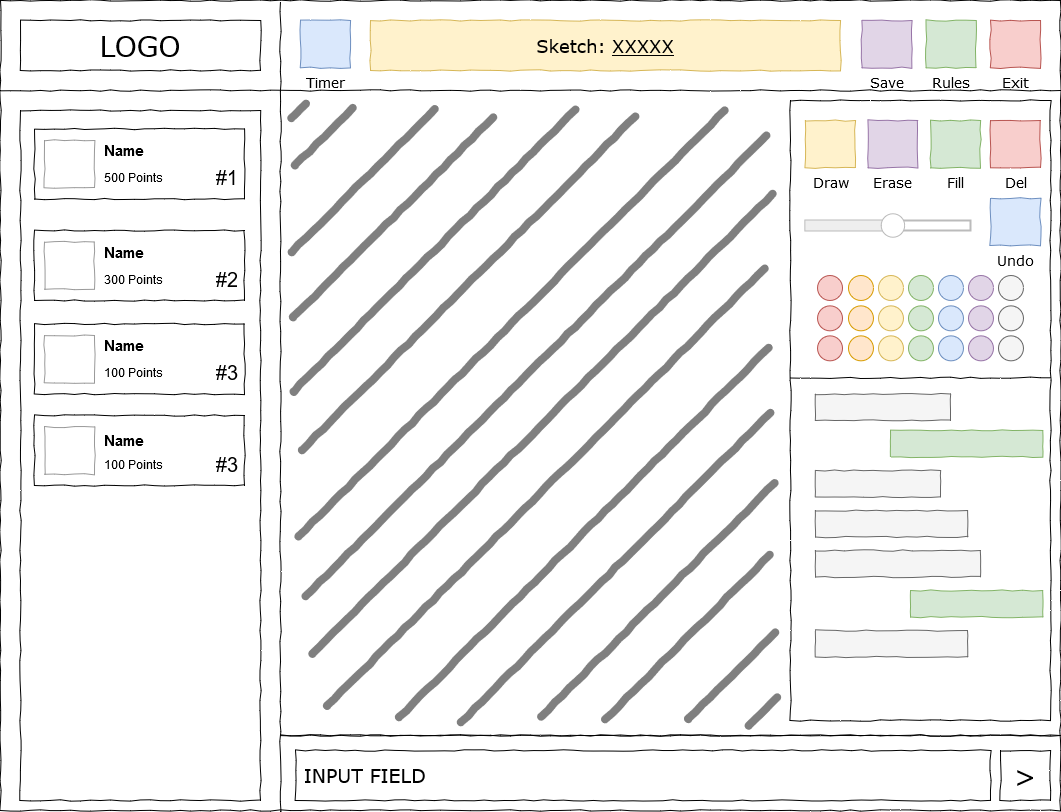 LOGO
Timer
Sketch: XXXXX
Save
Rules
Exit
Name
500 Points
#1
Name
300 Points
#2
Name
100 Points
#3
Name
100 Points
#3
Draw
Erase
Fill
Del
Undo
INPUT FIELD
>